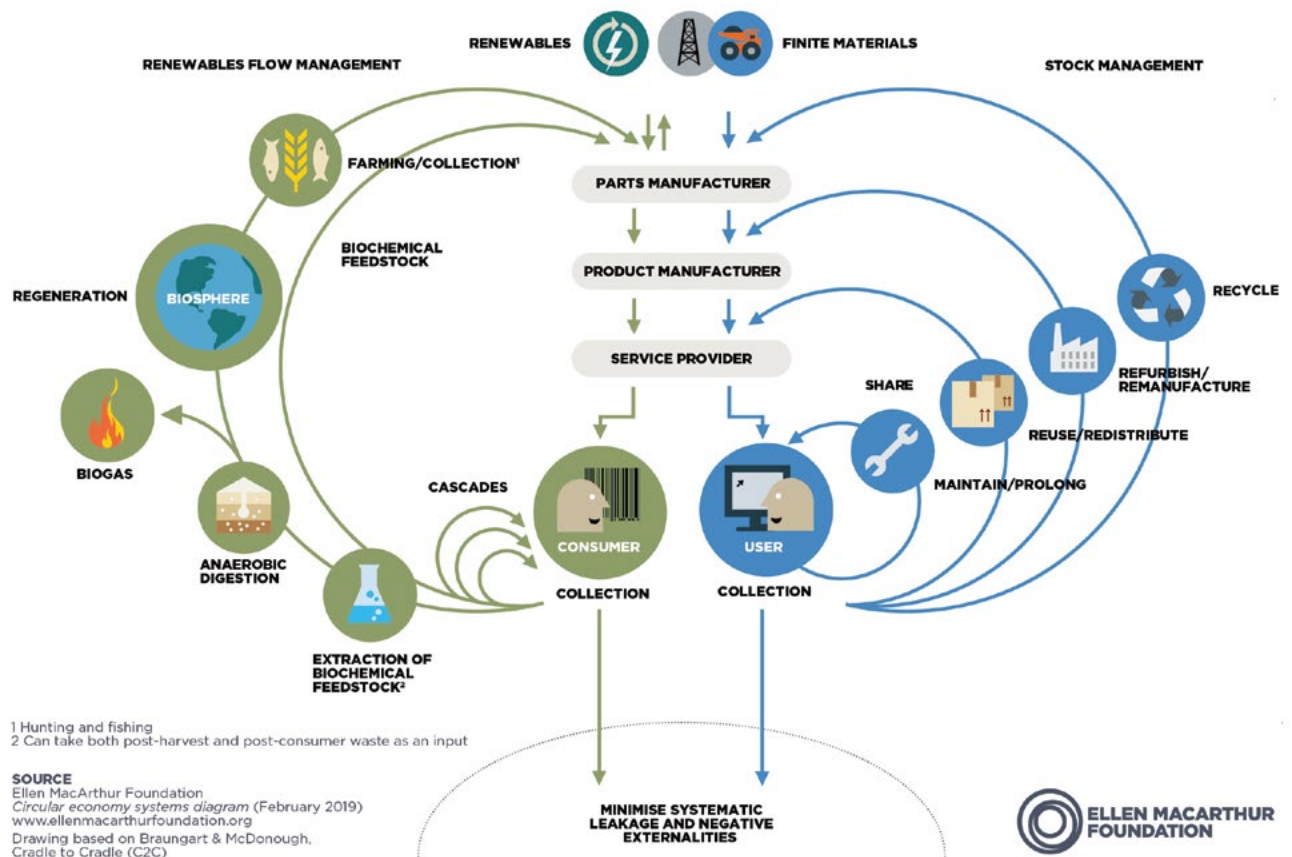 RENEWABLES
FINITE MATERIALS
RENEWABLES FLOW MANAGEMENT
STOCK MANAGEMENT
FARMING/COLLECTION¹
PARTS MANUFACTURER
BIOCHEMICAL
FEEDSTOCK
PRODUCT MANUFACTURER
REGENERATION
BIOSPHERE
RECYCLE
SERVICE PROVIDER
SHARE
REFURBISH/
REMANUFACTURE
REUSE/REDISTRIBUTE
BIOGAS
CASCADES
MAINTAIN/PROLONG
CONSUMER
USER
ANAEROBIC
DIGESTION
COLLECTION
COLLECTION
EXTRACTION OF
BIOCHEMICAL
FEEDSTOCK²
1 Hunting and fishing
2 Can take both post-harvest and post-consumer waste as an input
SOURCE
Ellen MacArthur Foundation
Circular economy systems diagram (February 2019)
www.ellenmacarthurfoundation.org
Drawing based on Braungart & McDonough,
Cradle to Cradle (C2C)
MINIMISE SYSTEMATIC
LEAKAGE AND NEGATIVE
EXTERNALITIES
ELLEN MACARTHUR
FOUNDATION